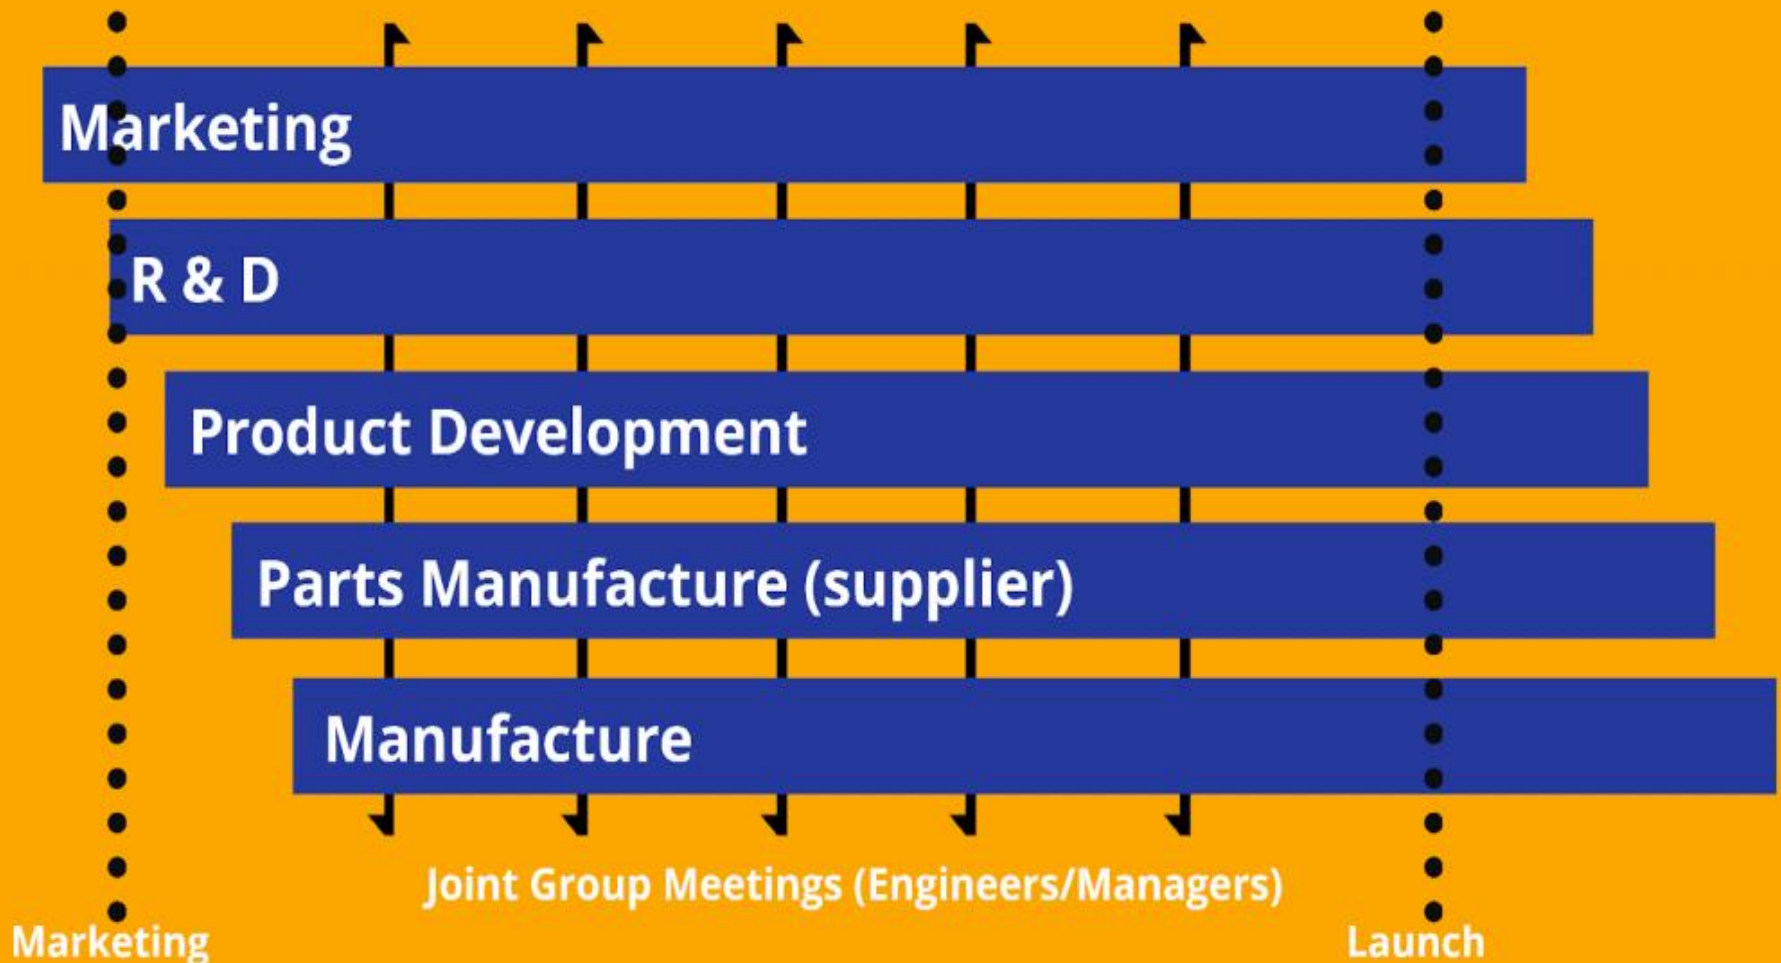 Marketing
R & D
Product Development
Parts Manufacture (supplier)
Manufacture
Joint Group Meetings (Engineers/Managers)
Marketing
Launch